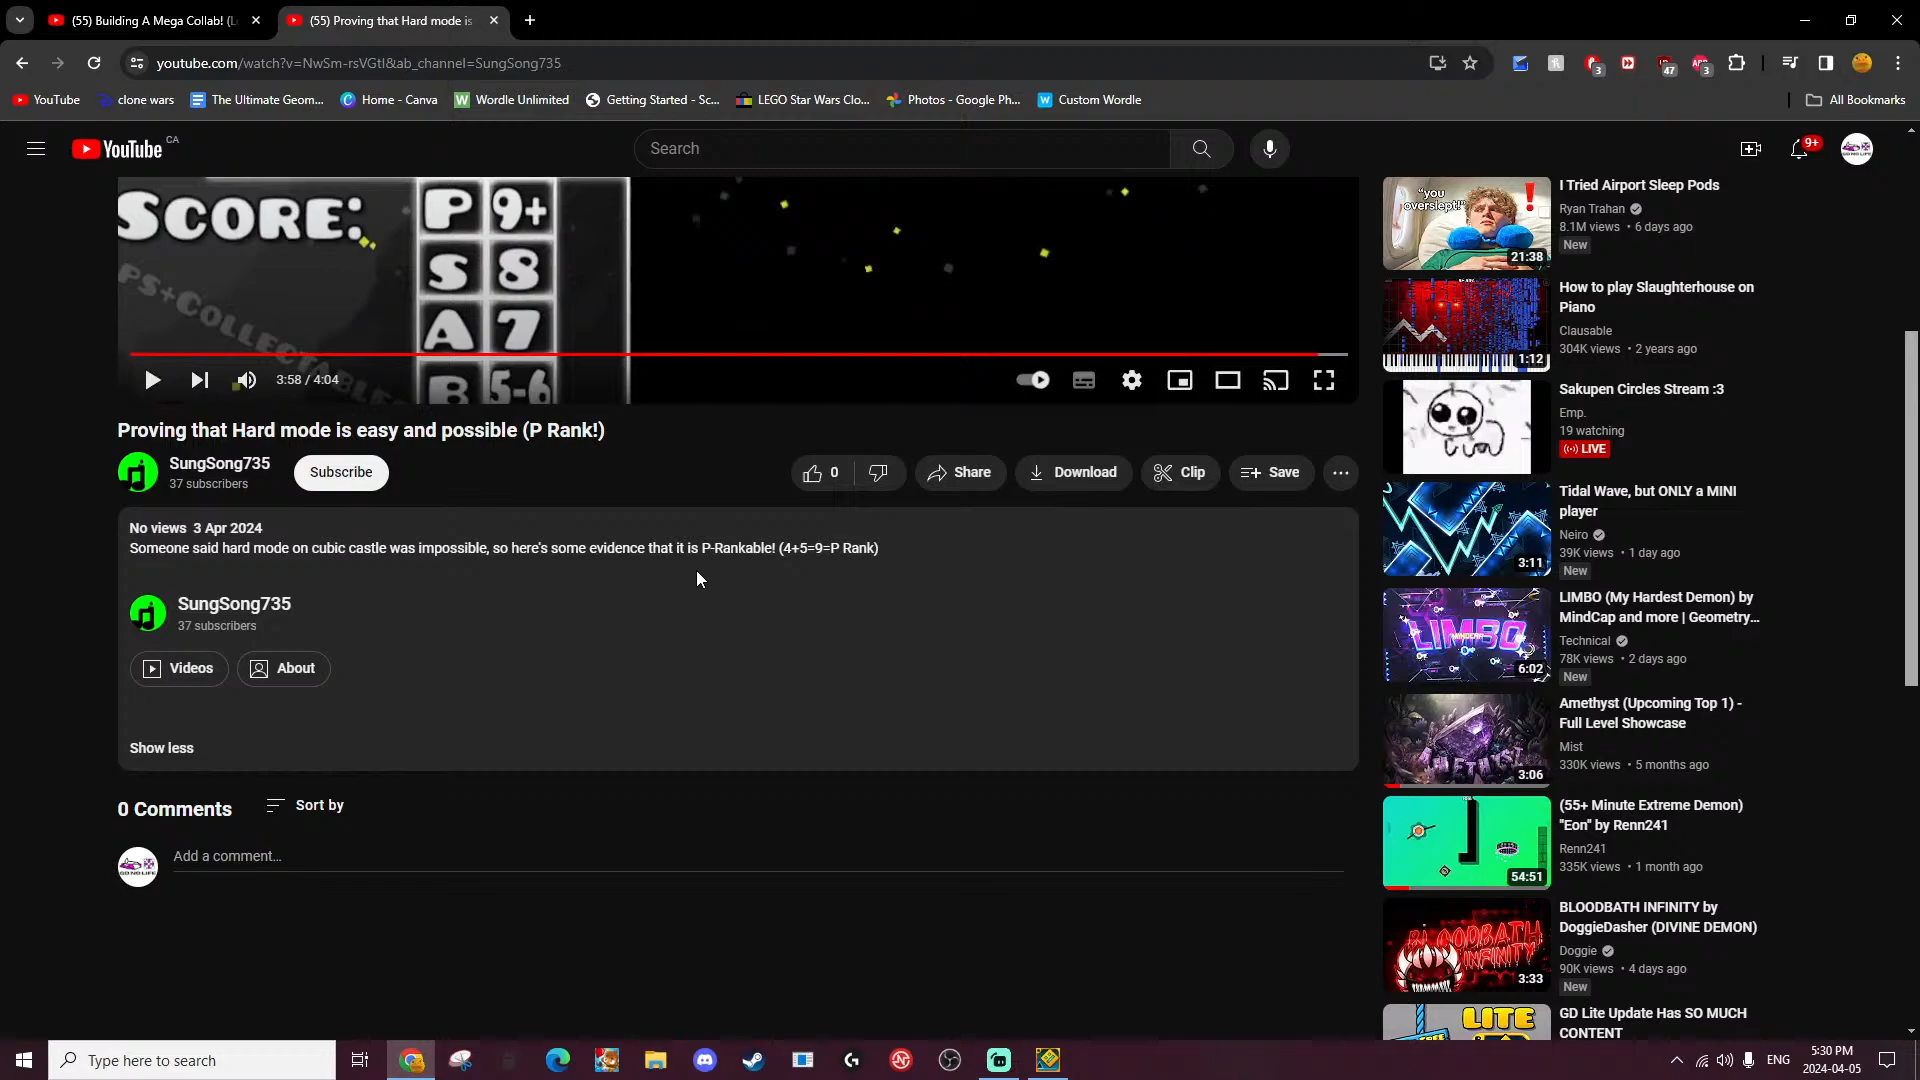 (55) Building A Mega Collab! (L
(55) Proving that Hard mode is
youtube.com/watch?v=NwSm-rsVGtI&ab_channel=SungSong735
3
47
3
YouTube
clone wars
The Ultimate Geom...
Home - Canva
Wordle Unlimited
Getting Started - Sc...
LEGO Star Wars Clo...
Photos - Google Ph...
Custom Wordle
All Bookmarks
YouTube CA
Search
9+
SCORE:
P 9+
S 8
A 7
B 5-6
PS+COLLECTABLE
3:58 / 4:04
Proving that Hard mode is easy and possible (P Rank!)
SungSong735
37 subscribers
Subscribe
0
Share
Download
Clip
Save
No views 3 Apr 2024
Someone said hard mode on cubic castle was impossible, so here's some evidence that it is P-Rankable! (4+5=9=P Rank)
SungSong735
37 subscribers
Videos
About
Show less
0 Comments
Sort by
GD NO LIFE
Add a comment...
"you overslept!"
21:38
I Tried Airport Sleep Pods
Ryan Trahan
8.1M views • 6 days ago
New
1:12
How to play Slaughterhouse on
Piano
Clausable
304K views • 2 years ago
Sakupen Circles Stream :3
Emp.
19 watching
LIVE
3:11
Tidal Wave, but ONLY a MINI
player
Neiro
39K views • 1 day ago
New
LIMBO
MINDCAP
6:02
LIMBO (My Hardest Demon) by
MindCap and more | Geometry...
Technical
78K views • 2 days ago
New
AMETHYST
3:06
Amethyst (Upcoming Top 1) -
Full Level Showcase
Mist
330K views • 5 months ago
54:51
(55+ Minute Extreme Demon)
"Eon" by Renn241
Renn241
335K views • 1 month ago
BLOODBATH
INFINITY
3:33
BLOODBATH INFINITY by
DoggieDasher (DIVINE DEMON)
Doggie
90K views • 4 days ago
New
LITE
GD Lite Update Has SO MUCH
CONTENT
Type here to search
ENG
5:30 PM
2024-04-05